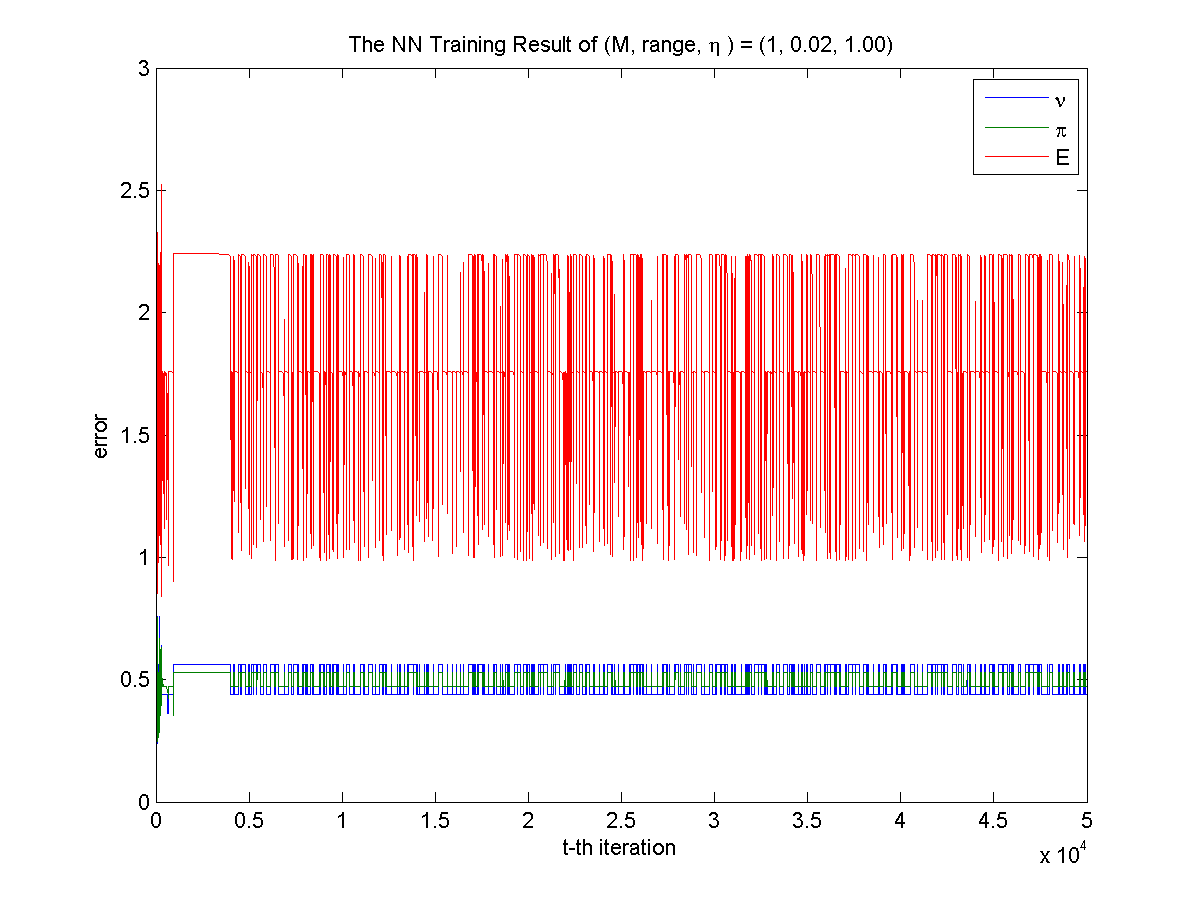 The NN Training Result of (M, range, η ) = (1, 0.02, 1.00)
ν
π
E
3
2.5
2
1.5
1
0.5
0
error
0 0.5 1 1.5 2 2.5 3 3.5 4 4.5 5
t-th iteration
x 10^4